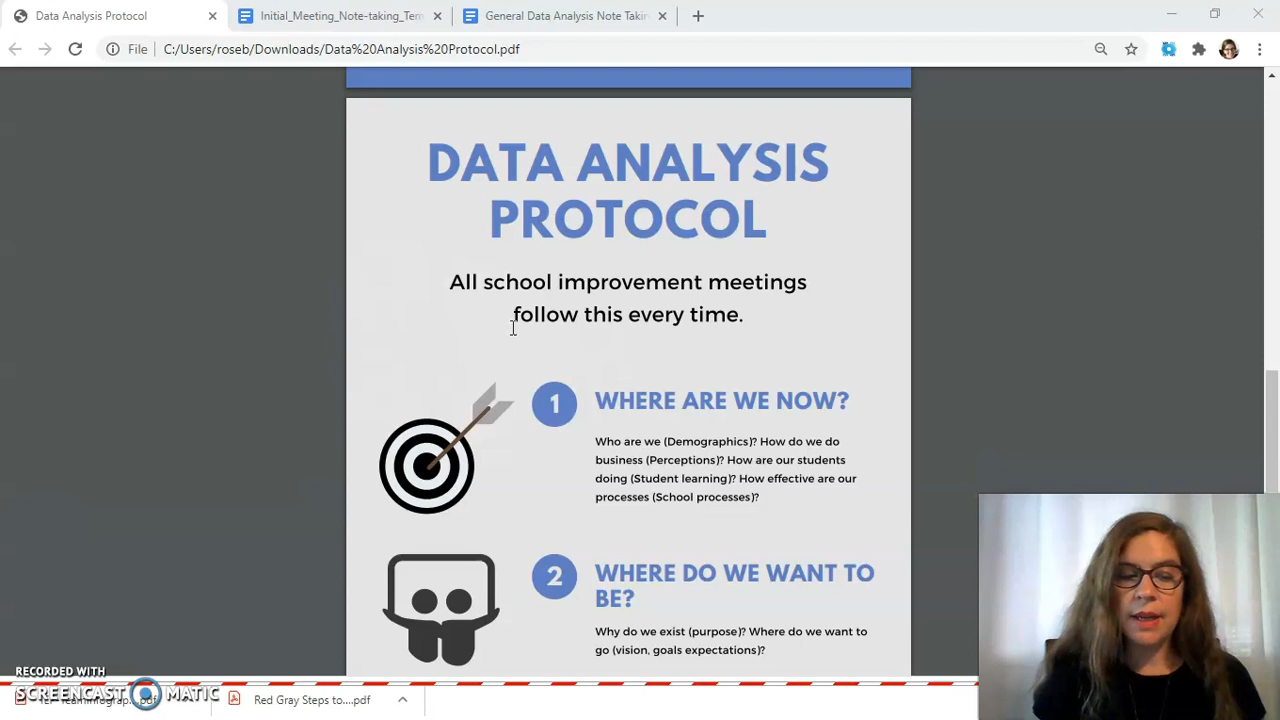 Data Analysis Protocol
Initial_Meeting_Note-taking_Tem
General Data Analysis Note Takin
File
C:/Users/roseb/Downloads/Data%20Analysis%20Protocol.pdf
DATA ANALYSIS
PROTOCOL
All school improvement meetings
follow this every time.
1
WHERE ARE WE NOW?
Who are we (Demographics)? How do we do
business (Perceptions)? How are our students
doing (Student learning)? How effective are our
processes (School processes)?
2
WHERE DO WE WANT TO
BE?
Why do we exist (purpose)? Where do we want to
go (vision, goals expectations)?
RECORDED WITH
SCREENCAST MATIC
Red Gray Steps to....pdf